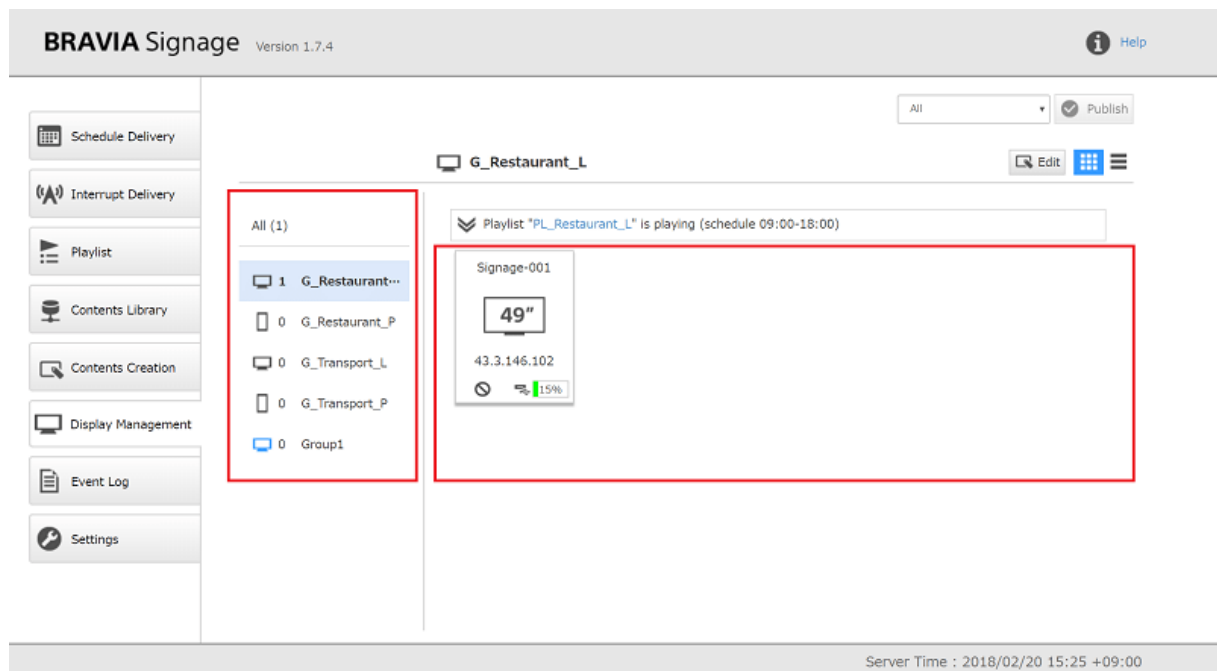 BRAVIA Signage Version 1.7.4
Help
All
Publish
Schedule Delivery
Interrupt Delivery
Playlist
Contents Library
Contents Creation
Display Management
Event Log
Settings
G_Restaurant_L
Edit
All (1)
1 G_Restaurant···
0 G_Restaurant_P
0 G_Transport_L
0 G_Transport_P
0 Group1
Playlist "PL_Restaurant_L" is playing (schedule 09:00-18:00)
Signage-001
49"
43.3.146.102
15%
Server Time : 2018/02/20 15:25 +09:00